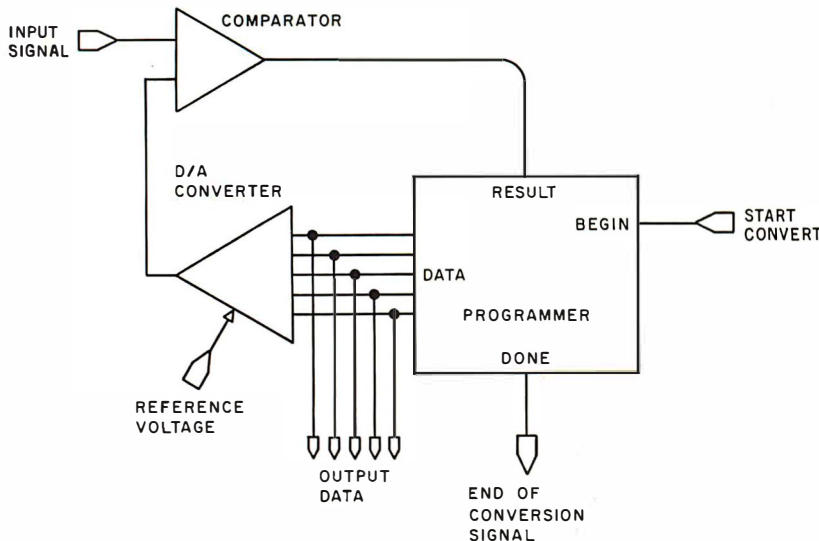 COMPARATOR
INPUT
SIGNAL
D/A
CONVERTER
RESULT
BEGIN
START
CONVERT
DATA
PROGRAMMER
DONE
REFERENCE
VOLTAGE
OUTPUT
DATA
END OF
CONVERSION
SIGNAL